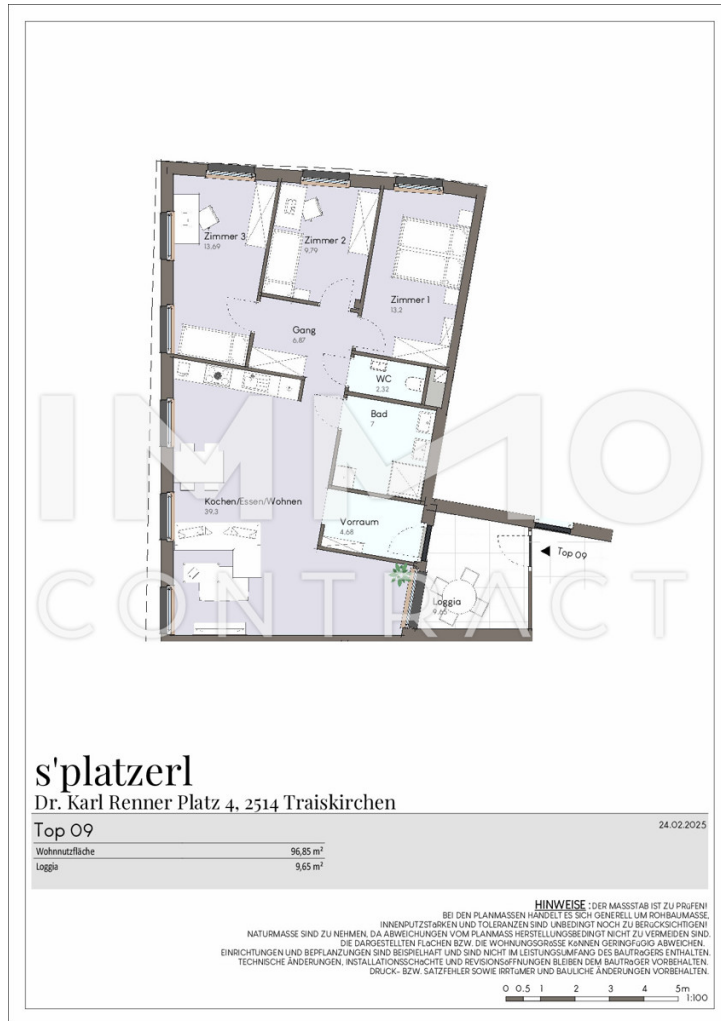 Zimmer 3
13.69
Zimmer 2
9.79
Zimmer 1
13.2
Gang
6.87
WC
2.32
Bad
7
IMMO
Kochen/Essen/Wohnen
39.3
Vorraum
4.68
Top 09
Loggia
9.65
CONTRACT
s'platzerl
Dr. Karl Renner Platz 4, 2514 Traiskirchen
Top 09
24.02.2025
Wohnnutzfläche 96,85 m²
Loggia 9,65 m²
HINWEISE : DER MASSSTAB IST ZU PRüFEN!
BEI DEN PLANMASSEN HANDELT ES SICH GENERELL UM ROHBAUMASSE,
INNENPUTZSTäRKEN UND TOLERANZEN SIND UNBEDINGT NOCH ZU BERüCKSICHTIGEN!
NATURMASSE SIND ZU NEHMEN, DA ABWEICHUNGEN VOM PLANMASS HERSTELLUNGSBEDINGT NICHT ZU VERMEIDEN SIND.
DIE DARGESTELLTEN FLäCHEN BZW. DIE WOHNUNGSGRöSSE KöNNEN GERINGFüGIG ABWEICHEN.
EINRICHTUNGEN UND BEPFLANZUNGEN SIND BEISPIELHAFT UND SIND NICHT IM LEISTUNGSUMFANG DES BAUTRäGERS ENTHALTEN.
TECHNISCHE ÄNDERUNGEN, INSTALLATIONSSCHäCHTE UND REVISIONSöFFNUNGEN BLEIBEN DEM BAUTRäGER VORBEHALTEN.
DRUCK- BZW. SATZFEHLER SOWIE IRRTüMER UND BAULICHE ÄNDERUNGEN VORBEHALTEN.
0 0.5 1 2 3 4 5m
1:100